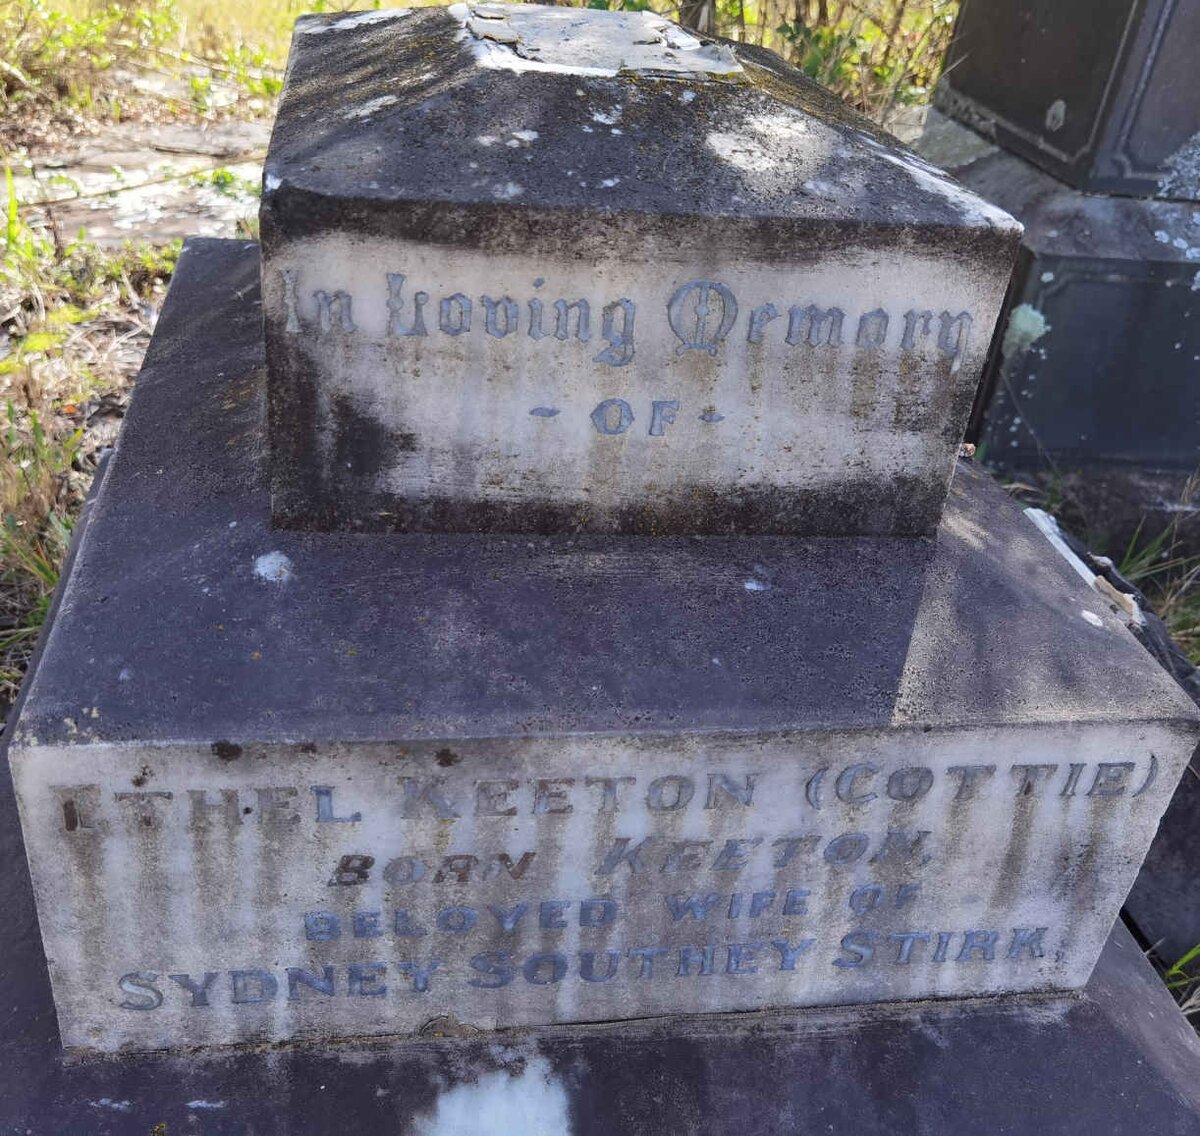 In Loving Memory
- OF -
ETHEL KEETON (COTTIE)
BORN KEETON,
BELOVED WIFE OF
SYDNEY SOUTHEY STIRK,